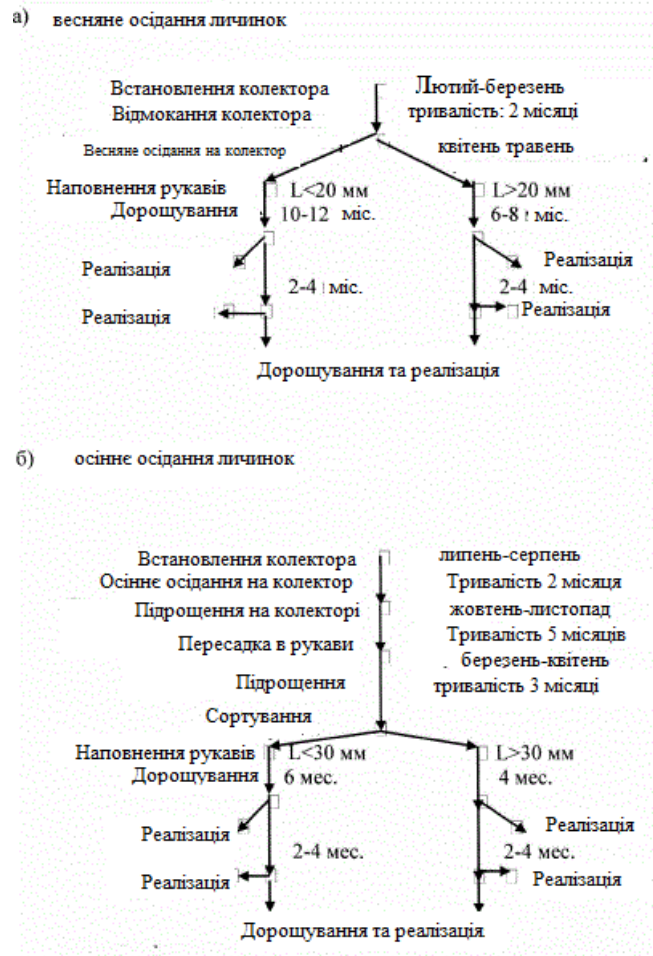 а) весняне осідання личинок
Встановлення колектора Лютий-березень
Відмокання колектора тривалість: 2 місяці
Весняне осідання на колектор квітень травень
Наповнення рукавів L<20 мм L>20 мм
Дорощування 10-12 міс. 6-8 міс.
Реалізація Реалізація
2-4 міс. 2-4 міс.
Реалізація Реалізація
Дорощування та реалізація
б) осіннє осідання личинок
Встановлення колектора липень-серпень
Осіннє осідання на колектор Тривалість 2 місяця
Підрощення на колекторі жовтень-листопад
Пересадка в рукави Тривалість 5 місяців
березень-квітень
Підрощення тривалість 3 місяці
Сортування
Наповнення рукавів L<30 мм L>30 мм
Дорощування 6 мес. 4 мес.
Реалізація Реалізація
2-4 мес. 2-4 мес.
Реалізація Реалізація
Дорощування та реалізація